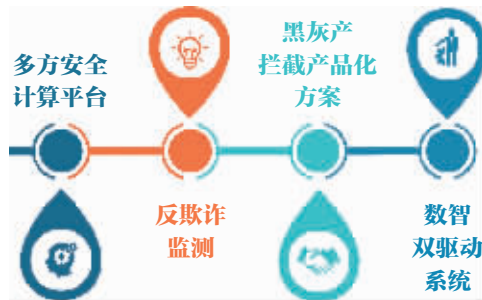 多方安全
计算平台
反欺诈
监测
黑灰产
拦截产品化
方案
数智
双驱动
系统